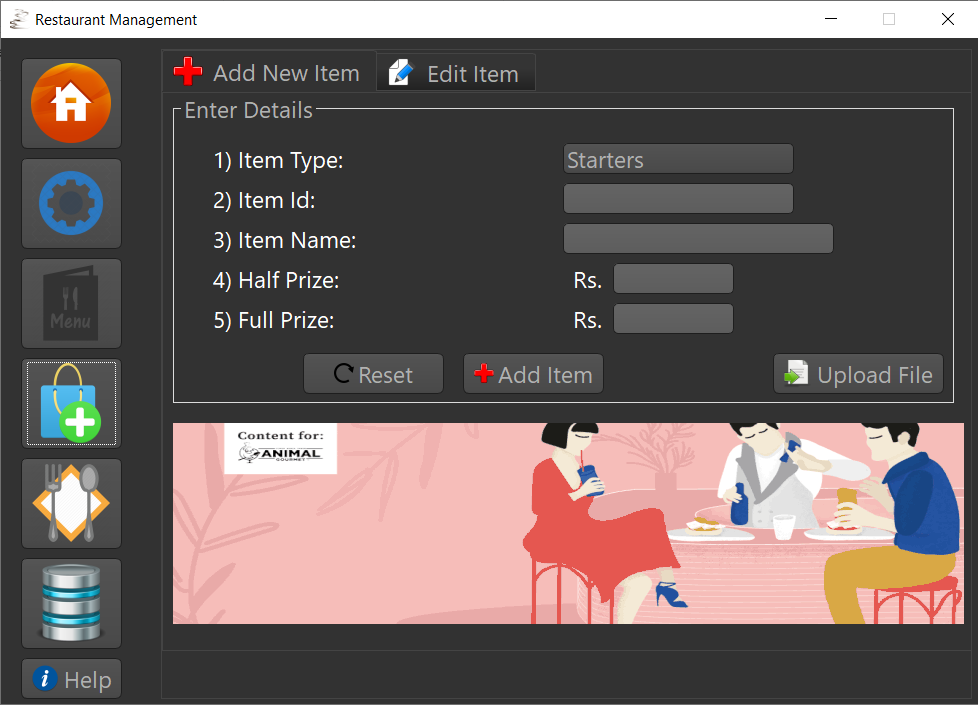 Restaurant Management
Add New Item
Edit Item
Enter Details
1) Item Type:
Starters
2) Item Id:
3) Item Name:
4) Half Prize:
Rs.
5) Full Prize:
Rs.
Reset
Add Item
Upload File
Menu
Content for:
ANIMAL
GOURMET
Help